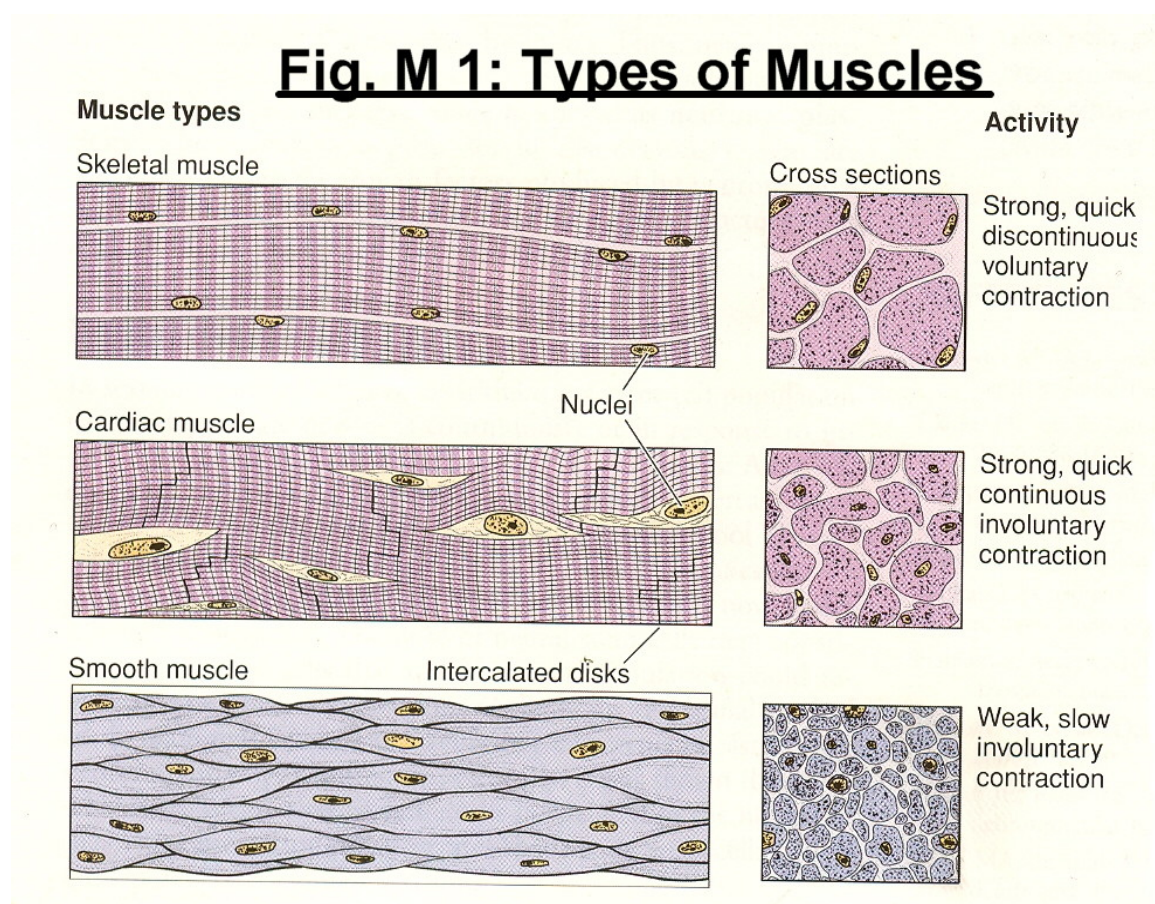 Fig. M 1: Types of Muscles
Muscle types
Activity
Skeletal muscle
Cross sections
Strong, quick
discontinuous
voluntary
contraction
Nuclei
Cardiac muscle
Strong, quick
continuous
involuntary
contraction
Smooth muscle
Intercalated disks
Weak, slow
involuntary
contraction